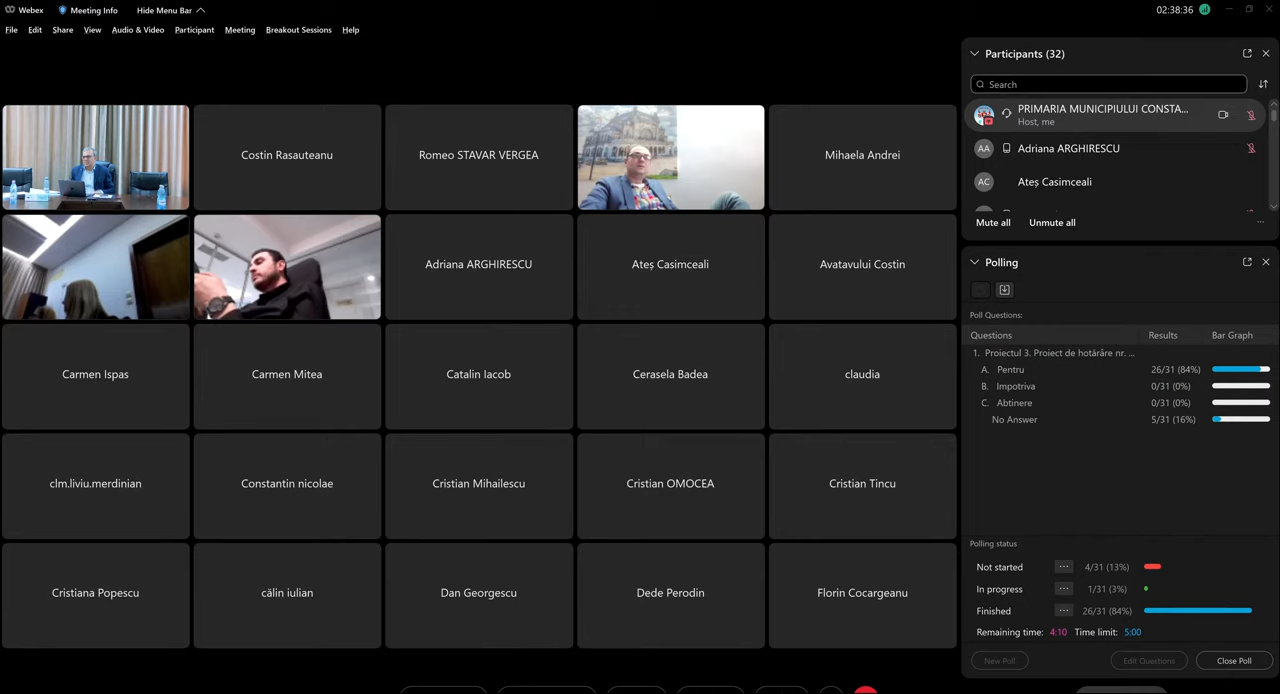 Webex Meeting Info Hide Menu Bar 02:38:36
File Edit Share View Audio & Video Participant Meeting Breakout Sessions Help
Costin Rasauteanu
Romeo STAVAR VERGEA
Mihaela Andrei
Adriana ARGHIRESCU
Ateș Casimceali
Avatavului Costin
Carmen Ispas
Carmen Mitea
Catalin Iacob
Cerasela Badea
claudia
clm.liviu.merdinian
Constantin nicolae
Cristian Mihailescu
Cristian OMOCEA
Cristian Tincu
Cristiana Popescu
călin iulian
Dan Georgescu
Dede Perodin
Florin Cocargeanu
Participants (32)
Search
PRIMARIA MUNICIPIULUI CONSTA...
Host, me
AA Adriana ARGHIRESCU
AC Ateș Casimceali
Mute all Unmute all ...
Polling
Poll Questions:
Questions Results Bar Graph
1. Proiectul 3. Proiect de hotărâre nr. ...
A. Pentru 26/31 (84%)
B. Impotriva 0/31 (0%)
C. Abtinere 0/31 (0%)
No Answer 5/31 (16%)
Polling status
Not started ... 4/31 (13%)
In progress ... 1/31 (3%)
Finished ... 26/31 (84%)
Remaining time: 4:10 Time limit: 5:00
New Poll Edit Questions Close Poll